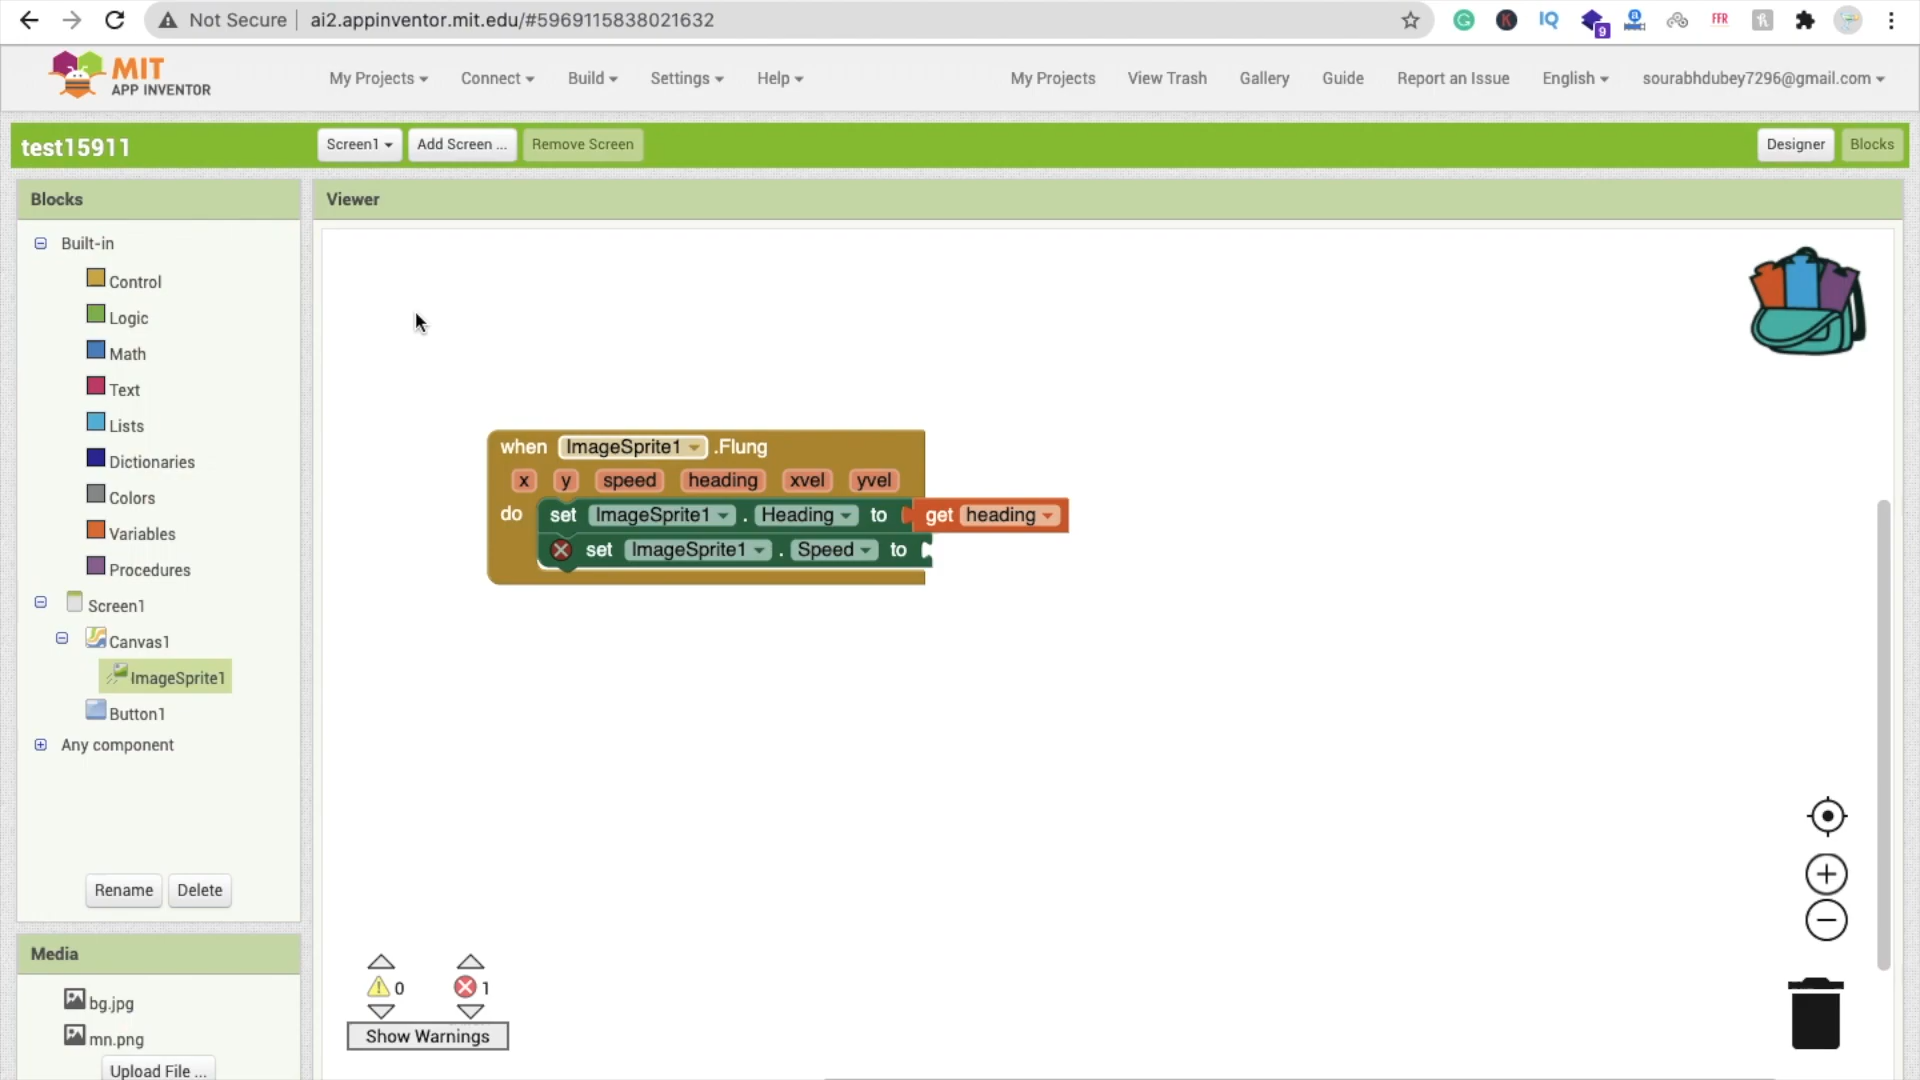 Not Secure ai2.appinventor.mit.edu/#5969115838021632
9
a
FFR
IQ
K
MIT
APP INVENTOR
My Projects
Connect
Build
Settings
Help
My Projects
View Trash
Gallery
Guide
Report an Issue
English
sourabhdubey7296@gmail.com
test15911
Screen1
Add Screen ...
Remove Screen
Designer
Blocks
Blocks
Viewer
Built-in
Control
Logic
Math
Text
Lists
Dictionaries
Colors
Variables
Procedures
Screen1
Canvas1
ImageSprite1
Button1
Any component
Rename
Delete
Media
bg.jpg
mn.png
Upload File ...
when ImageSprite1 .Flung
x y speed heading xvel yvel
do set ImageSprite1 . Heading to get heading
set ImageSprite1 . Speed to
0
1
Show Warnings